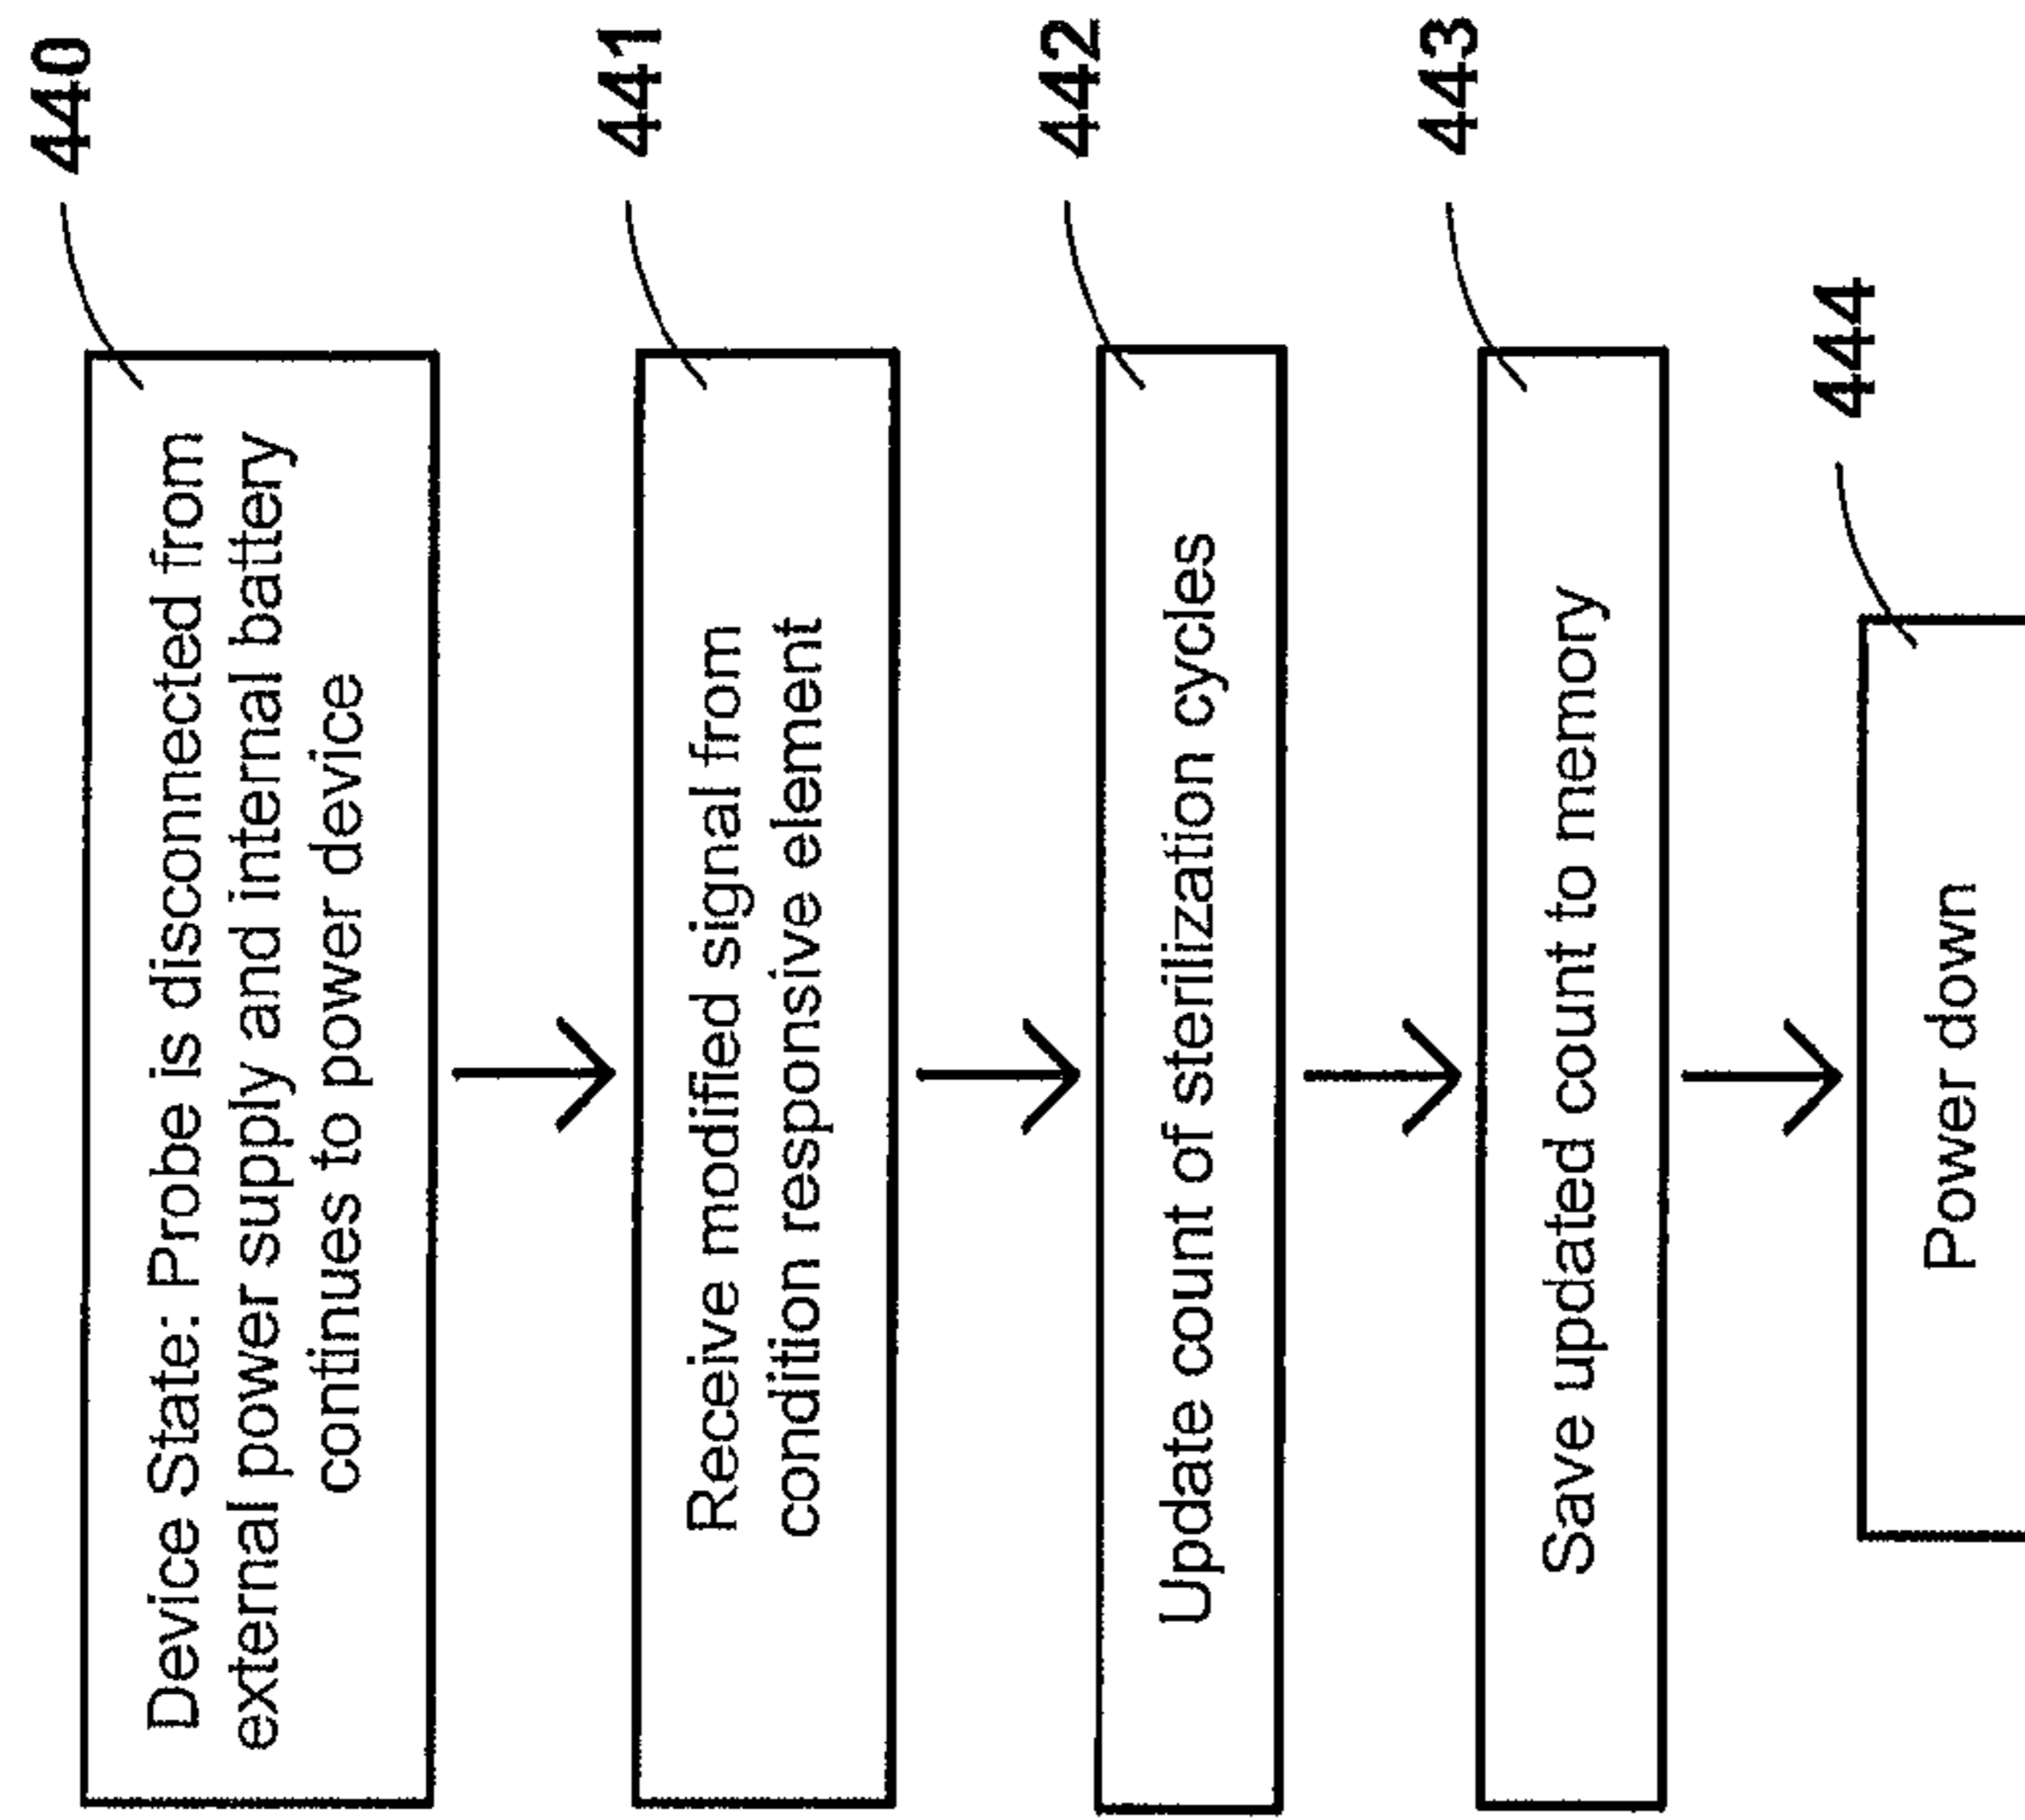 440
Device State: Probe is disconnected from
external power supply and internal battery
continues to power device
441
Receive modified signal from
condition responsive element
442
Update count of sterilization cycles
443
Save updated count to memory
444
Power down